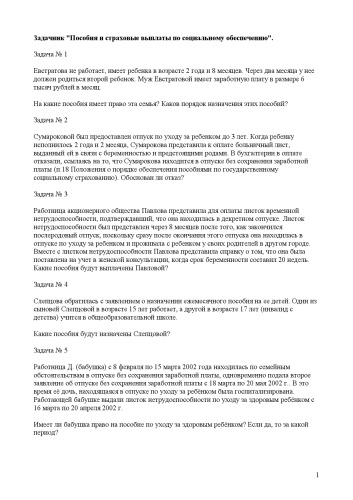 Задачник "Пособия и страховые выплаты по социальному обеспечению".
Задача № 1
Евстратова не работает, имеет ребенка в возрасте 2 года и 8 месяцев. Через два месяца у нее
должен родиться второй ребенок. Муж Евстратовой имеет заработную плату в размере 6
тысяч рублей в месяц.
На какие пособия имеет право эта семья? Каков порядок назначения этих пособий?
Задача № 2
Сумароковой был предоставлен отпуск по уходу за ребенком до 3 лет. Когда ребенку
исполнилось 2 года и 2 месяца, Сумарокова представила к оплате больничный лист,
выданный ей в связи с беременностью и предстоящими родами. В бухгалтерии в оплате
отказали, ссылаясь на то, что Сумарокова находится в отпуске без сохранения заработной
платы (п.18 Положения о порядке обеспечения пособиями по государственному
социальному страхованию). Обоснован ли отказ?
Задача № 3
Работница акционерного общества Павлова представила для оплаты листок временной
нетрудоспособности, подтверждавший, что она находилась в декретном отпуске. Листок
нетрудоспособности был представлен через 8 месяцев после того, как закончился
послеродовый отпуск, поскольку сразу после окончания этого отпуска она находилась в
отпуске по уходу за ребенком и проживала с ребенком у своих родителей в другом городе.
Вместе с листком нетрудоспособности Павлова представила справку о том, что она была
поставлена на учет в женской консультации, когда срок беременности составил 20 недель.
Какие пособия будут выплачены Павловой?
Задача № 4
Слепцова обратилась с заявлением о назначении ежемесячного пособия на ее детей. Один из
сыновей Слепцовой в возрасте 15 лет работает, а другой в возрасте 17 лет (инвалид с
детства) учится в общеобразовательной школе.
Какие пособия будут назначены Слепцовой?
Задача № 5
Работница Д. (бабушка) с 8 февраля по 15 марта 2002 года находилась по семейным
обстоятельствам в отпуске без сохранения заработной платы, одновременно подала второе
заявление об отпуске без сохранения заработной платы с 18 марта по 20 мая 2002 г.. В это
время её дочь, находящаяся в отпуске по уходу за ребёнком была госпитализирована.
Работающей бабушке выдали листок нетрудоспособности по уходу за здоровым ребёнком с
16 марта по 20 апреля 2002 г.
Имеет ли бабушка право на пособие по уходу за здоровым ребёнком? Если да, то за какой
период?
1